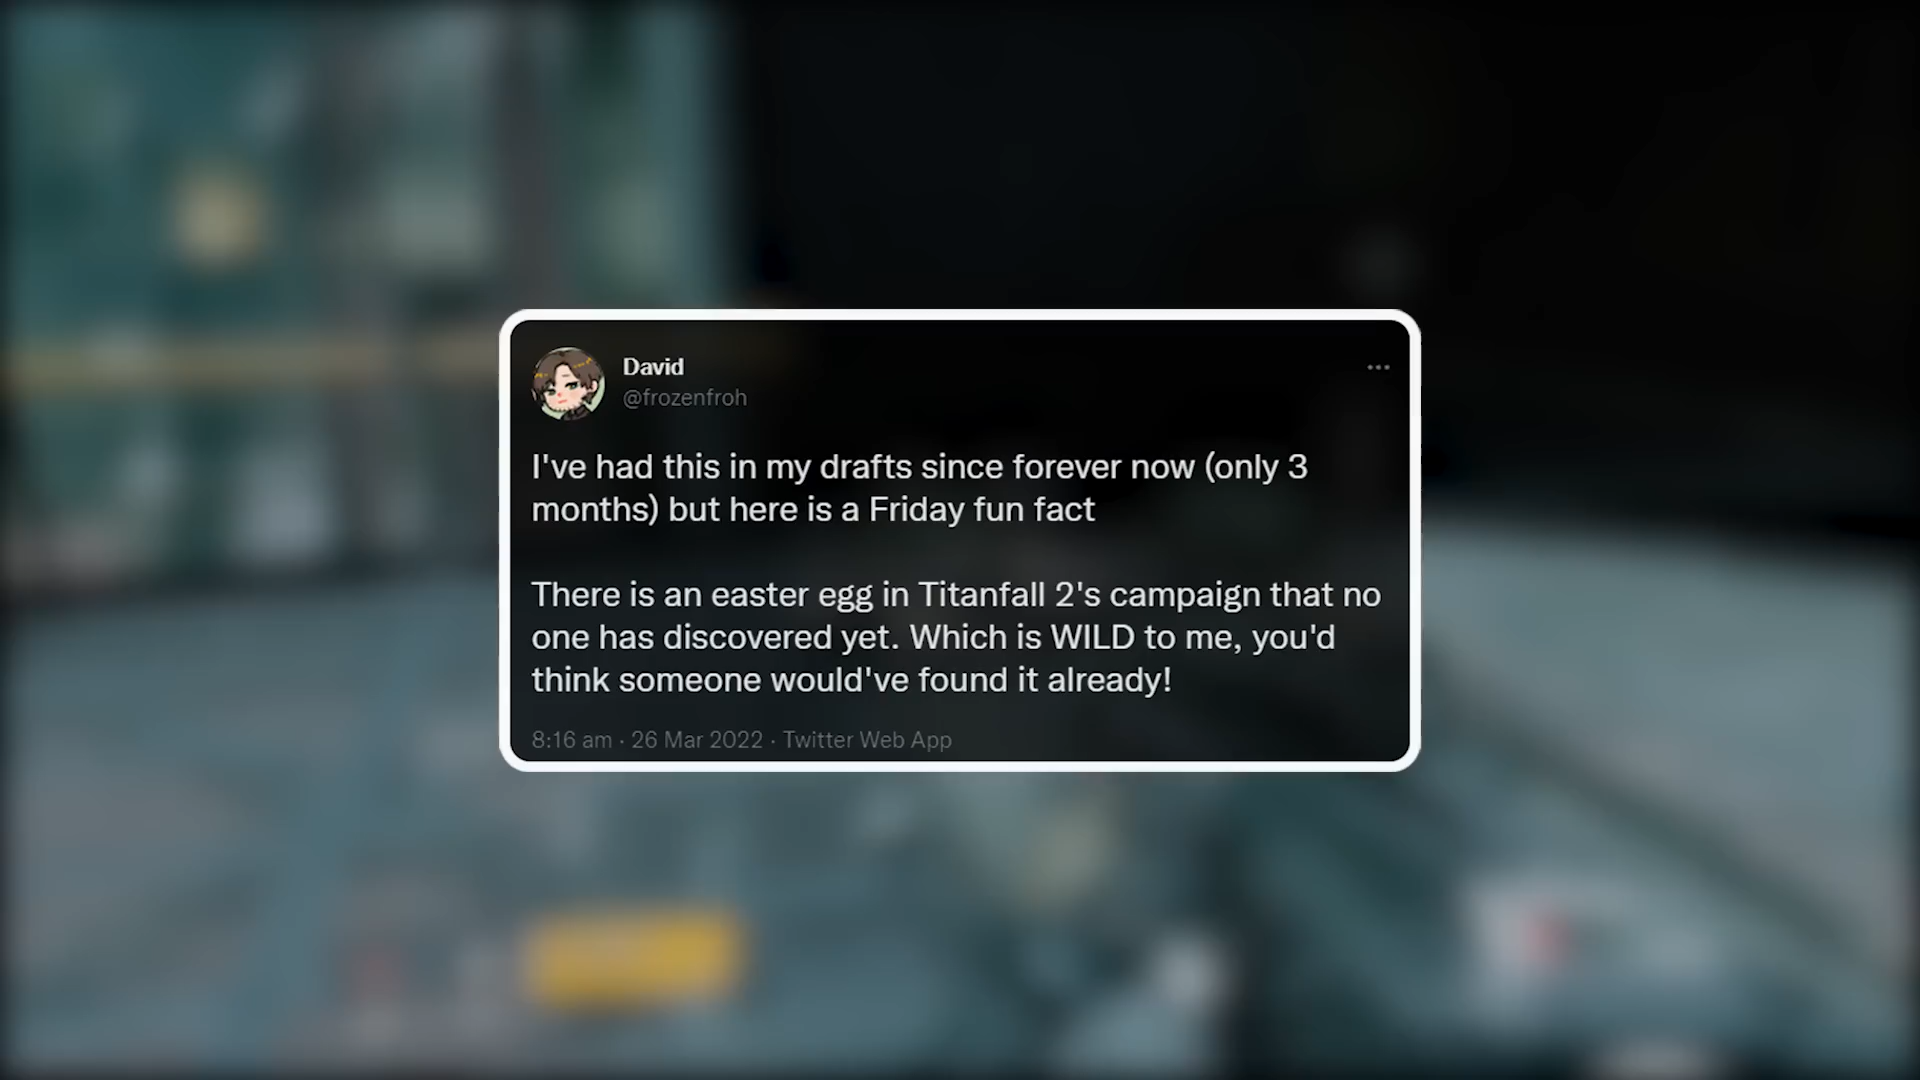 David
@frozenfroh
I've had this in my drafts since forever now (only 3
months) but here is a Friday fun fact
There is an easter egg in Titanfall 2's campaign that no
one has discovered yet. Which is WILD to me, you'd
think someone would've found it already!
8:16 am · 26 Mar 2022 · Twitter Web App